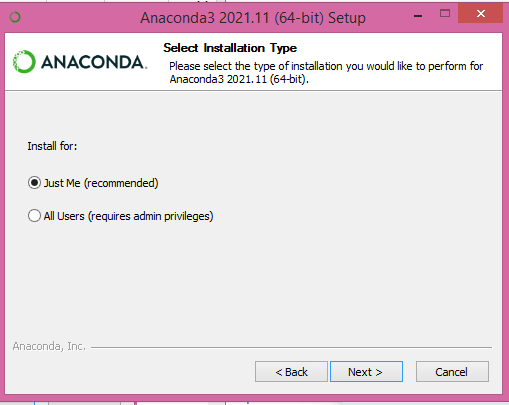 Anaconda3 2021.11 (64-bit) Setup
ANACONDA.
Select Installation Type
Please select the type of installation you would like to perform for
Anaconda3 2021.11 (64-bit).
Install for:
Just Me (recommended)
All Users (requires admin privileges)
Anaconda, Inc.
< Back
Next >
Cancel